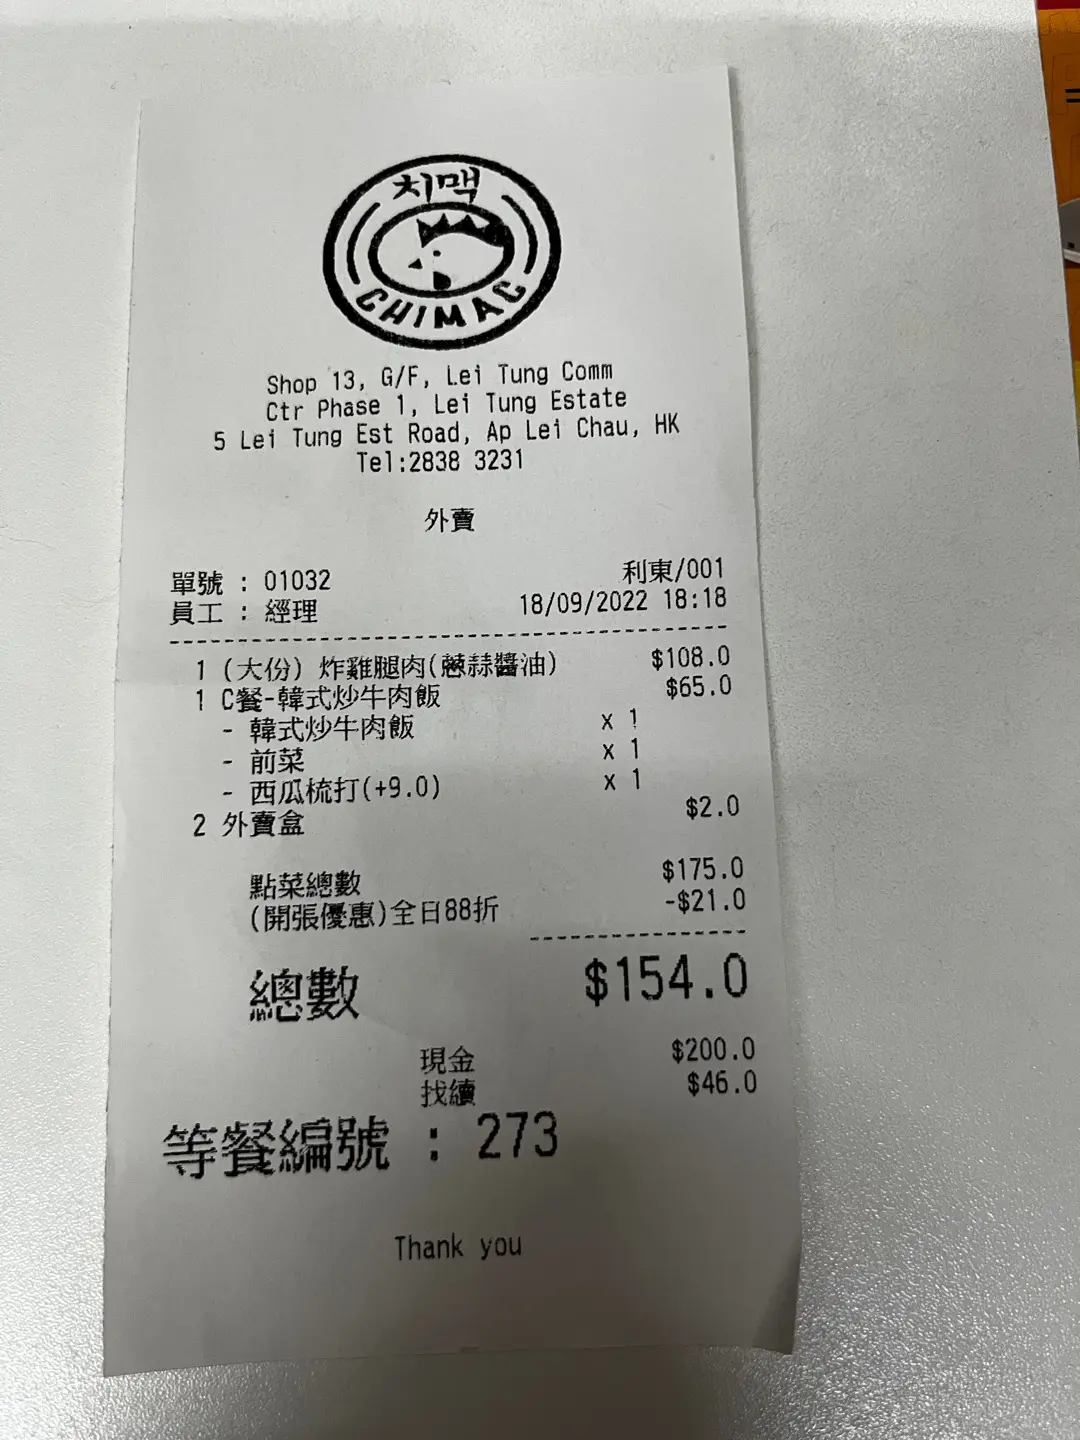 치맥
CHIMAC
Shop 13, G/F, Lei Tung Comm
Ctr Phase 1, Lei Tung Estate
5 Lei Tung Est Road, Ap Lei Chau, HK
Tel:2838 3231
外賣
單號 : 01032 利東/001
員工 : 經理 18/09/2022 18:18
1 (大份) 炸雞腿肉(蔥蒜醬油) $108.0
1 C餐-韓式炒牛肉飯 $65.0
- 韓式炒牛肉飯 x 1
- 前菜 x 1
- 西瓜梳打(+9.0) x 1
2 外賣盒 $2.0
點菜總數 $175.0
(開張優惠)全日88折 -$21.0
總數 $154.0
現金 $200.0
找續 $46.0
等餐編號 : 273
Thank you